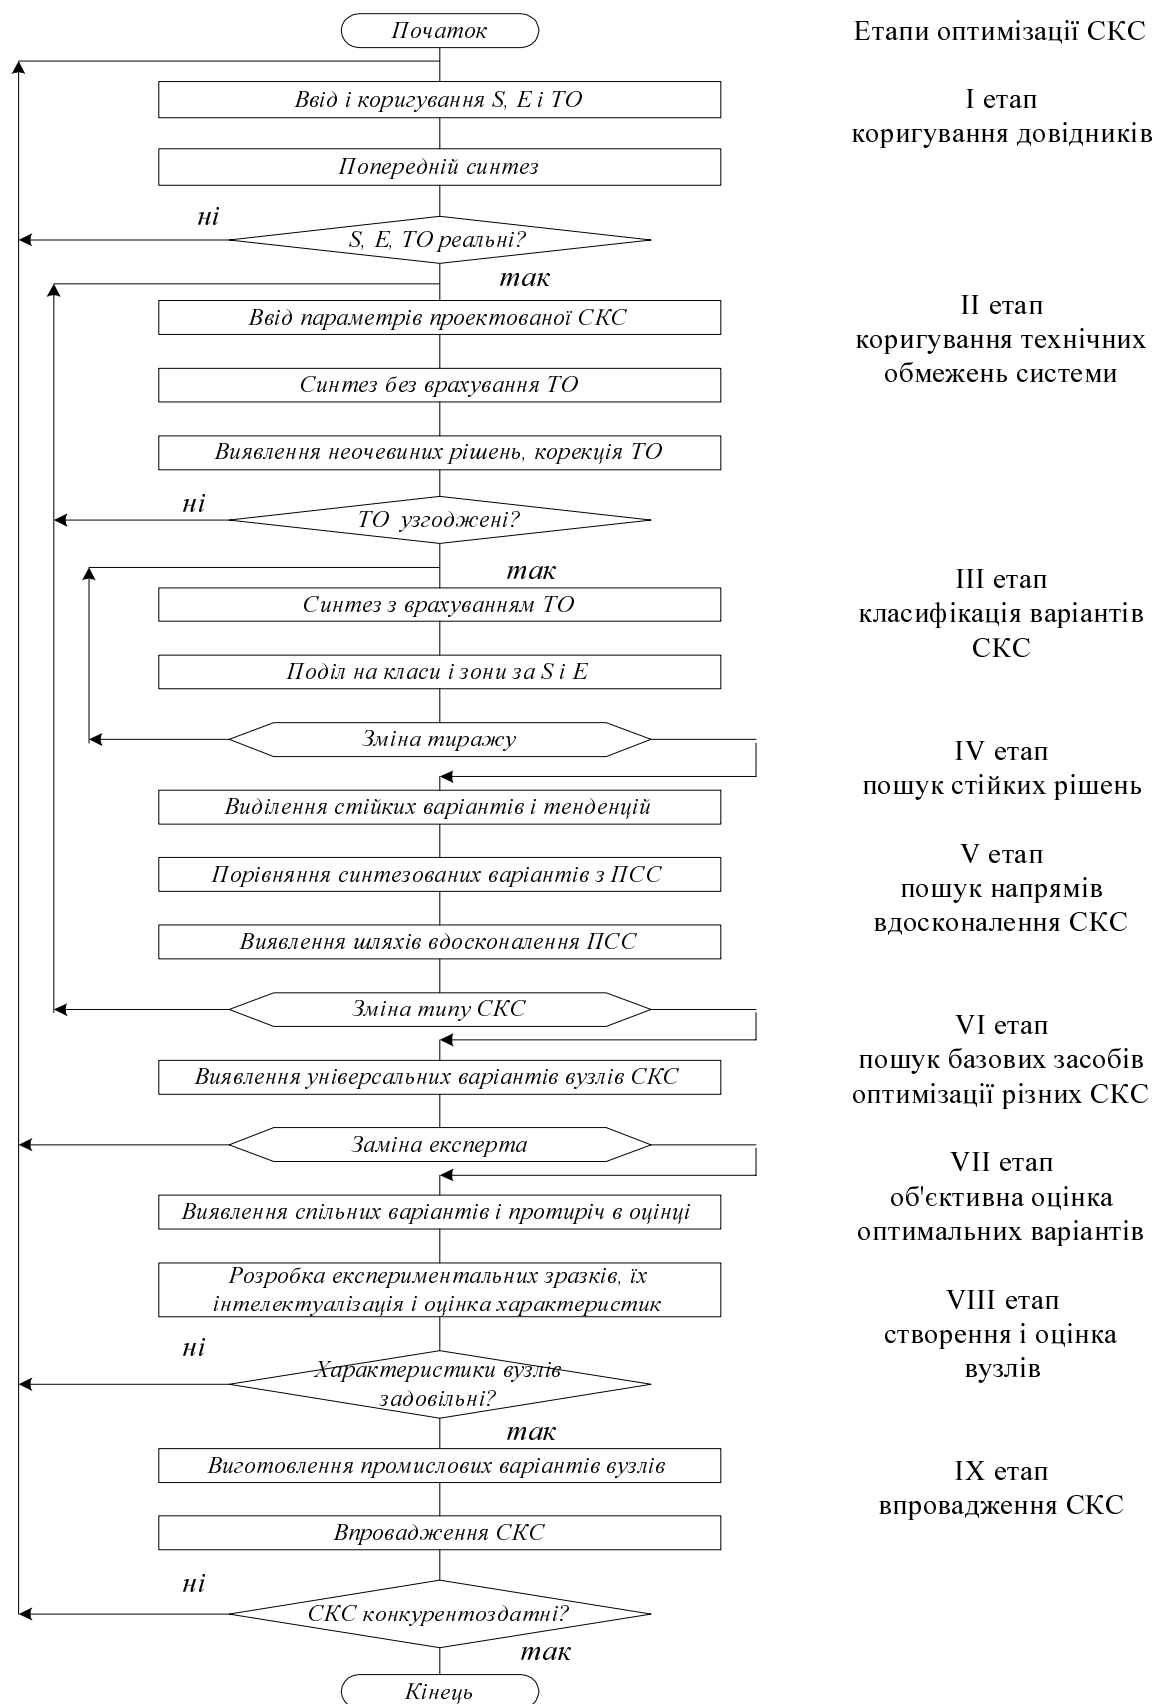 Початок
Етапи оптимізації СКС
Ввід і коригування S, E і ТО
І етап
коригування довідників
Попередній синтез
ні
S, E, ТО реальні?
так
Ввід параметрів проектованої СКС
ІІ етап
коригування технічних
обмежень системи
Синтез без врахування ТО
Виявлення неочевиних рішень, корекція ТО
ні
ТО узгоджені?
так
ІІІ етап
класифікація варіантів
СКС
Синтез з врахуванням ТО
Поділ на класи і зони за S і E
Зміна тиражу
IV етап
пошук стійких рішень
Виділення стійких варіантів і тенденцій
V етап
пошук напрямів
вдосконалення СКС
Порівняння синтезованих варіантів з ПСС
Виявлення шляхів вдосконалення ПСС
Зміна типу СКС
VI етап
пошук базових засобів
оптимізації різних СКС
Виявлення універсальних варіантів вузлів СКС
Заміна експерта
VII етап
об'єктивна оцінка
оптимальних варіантів
Виявлення спільних варіантів і протиріч в оцінці
Розробка експериментальних зразків, їх
інтелектуалізація і оцінка характеристик
VIII етап
створення і оцінка
вузлів
ні
Характеристики вузлів
задовільні?
так
Виготовлення промислових варіантів вузлів
IX етап
впровадження СКС
Впровадження СКС
ні
СКС конкурентоздатні?
так
Кінець